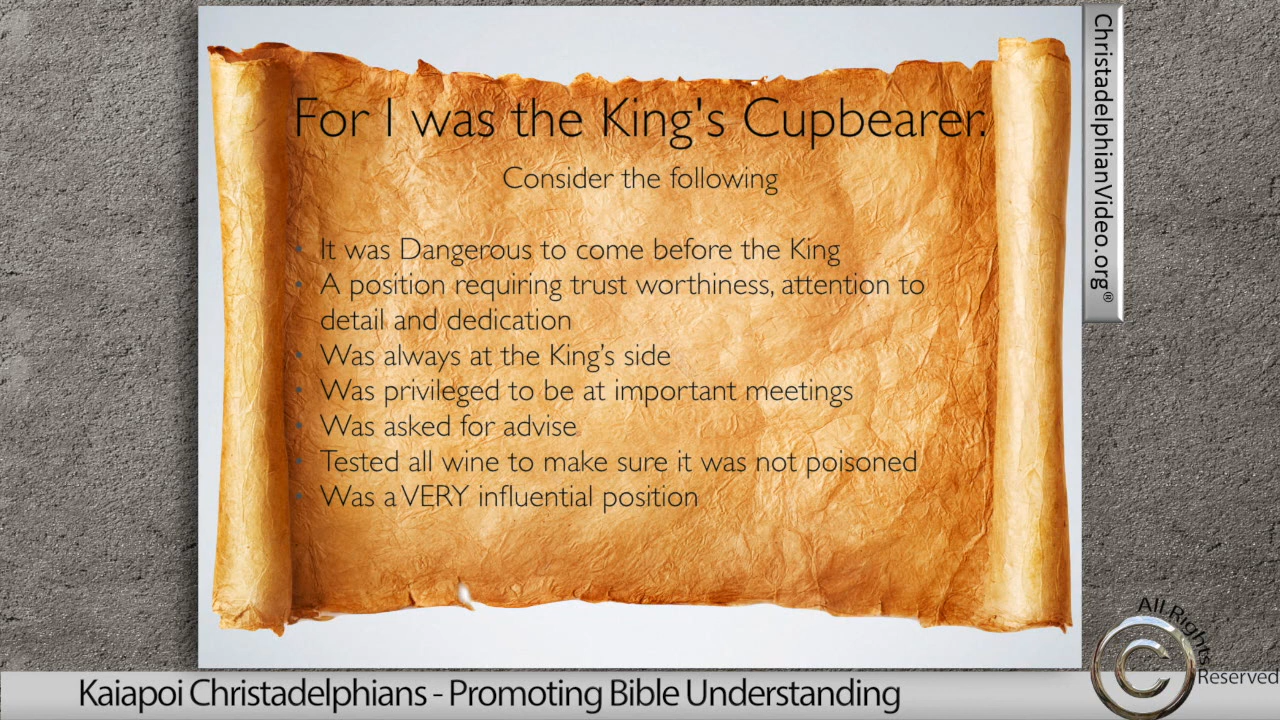 For I was the King's Cupbearer.
Consider the following
• It was Dangerous to come before the King
• A position requiring trust worthiness, attention to
detail and dedication
• Was always at the King’s side
• Was privileged to be at important meetings
• Was asked for advise
• Tested all wine to make sure it was not poisoned
• Was a VERY influential position
ChristadelphianVideo.org®
All Rights
C
Reserved
Kaiapoi Christadelphians - Promoting Bible Understanding